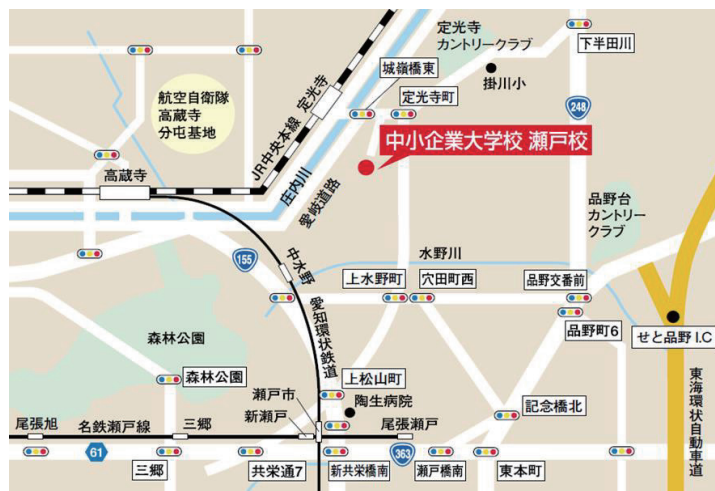 定光寺
カントリークラブ
下半田川
城嶺橋東
掛川小
航空自衛隊
高蔵寺
分屯基地
定光寺
JR中央本線
定光寺町
248
中小企業大学校 瀬戸校
高蔵寺
庄内川
愛岐道路
品野台
カントリー
クラブ
155
中水野
水野川
上水野町
穴田町西
品野交番前
愛知環状鉄道
品野町6
せと品野 I.C
森林公園
森林公園
上松山町
東海環状自動車道
瀬戸市
陶生病院
記念橋北
新瀬戸
尾張旭
名鉄瀬戸線
三郷
尾張瀬戸
61
三郷
共栄通7
新共栄橋南
363
瀬戸橋南
東本町